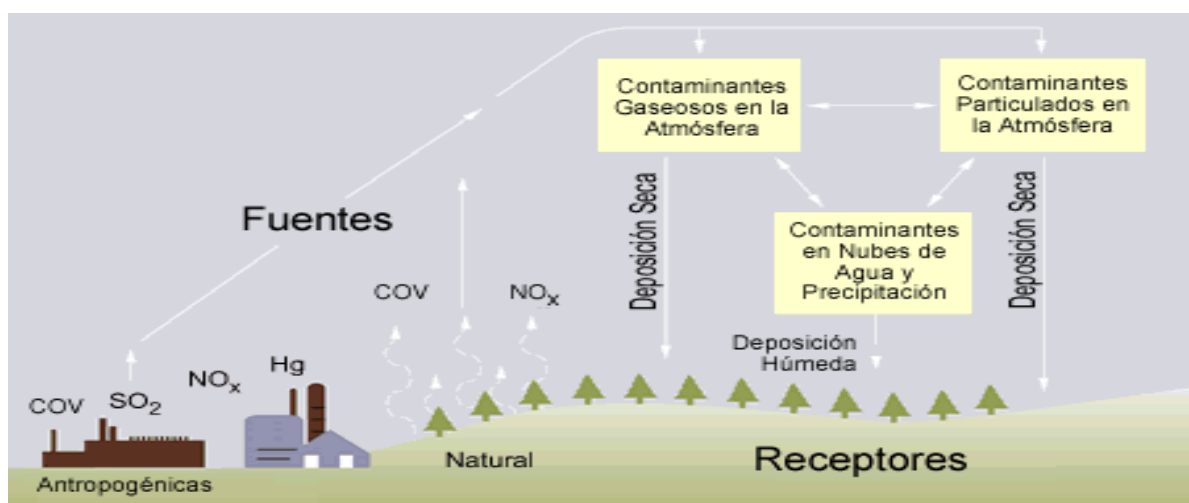 Contaminantes
Gaseosos en la
Atmósfera
Contaminantes
Particulados en
la Atmósfera
Fuentes
Deposición Seca
Contaminantes
en Nubes de
Agua y
Precipitación
Deposición Seca
COV
NOx
Deposición
Húmeda
Hg
NOx
COV
SO2
Natural
Receptores
Antropogénicas